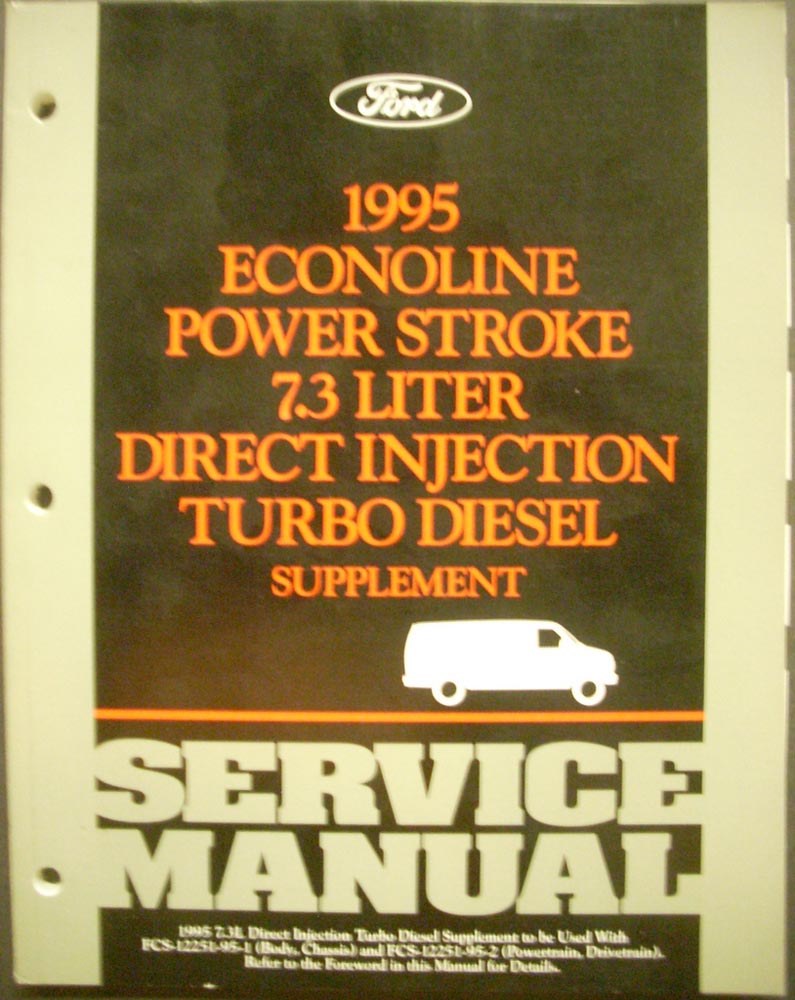 Ford
1995
ECONOLINE
POWER STROKE
7.3 LITER
DIRECT INJECTION
TURBO DIESEL
SUPPLEMENT
SERVICE
MANUAL
1995 7.3L Direct Injection Turbo Diesel Supplement to be Used With
FCS-12251-95-1 (Body, Chassis) and FCS-12251-95-2 (Powertrain, Drivetrain).
Refer to the Foreword in this Manual for Details.